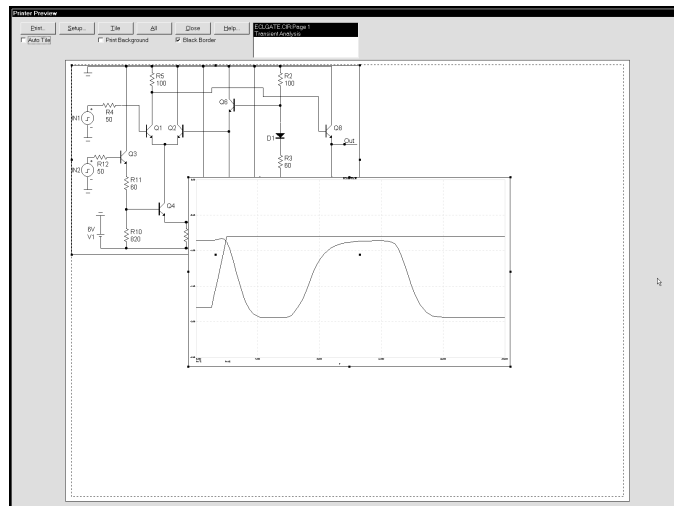 Printer Preview
Print... Setup... Tile All Close Help...
ECLGATE.CIR:Page 1
Transient Analysis
Auto Tile Print Background Black Border
R5
100
R2
100
IN1
R4
50
Q1
Q2
Q6
Q8
D1
Out
Q3
IN2
R12
50
R3
60
R11
60
Q4
6V
V1
R10
820